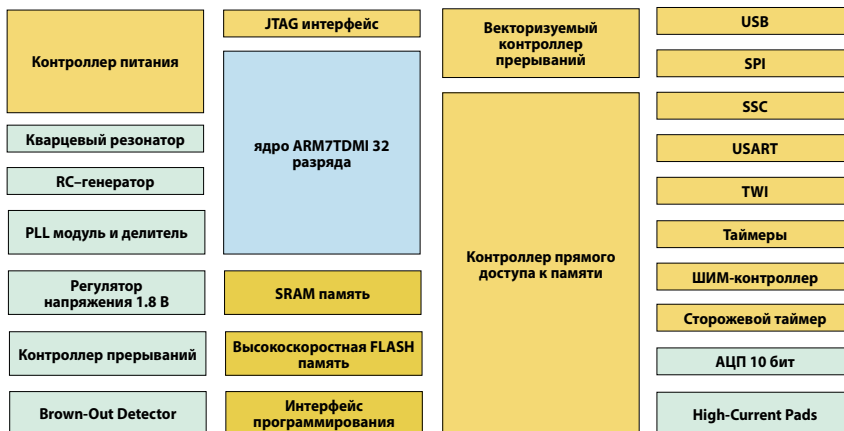 Контроллер питания
Кварцевый резонатор
RC–генератор
PLL модуль и делитель
Регулятор
напряжения 1.8 В
Контроллер прерываний
Brown-Out Detector
JTAG интерфейс
ядро ARM7TDMI 32
разряда
SRAM память
Высокоскоростная FLASH
память
Интерфейс
программирования
Векторизуемый
контроллер
прерываний
Контроллер прямого
доступа к памяти
USB
SPI
SSC
USART
TWI
Таймеры
ШИМ-контроллер
Сторожевой таймер
АЦП 10 бит
High-Current Pads